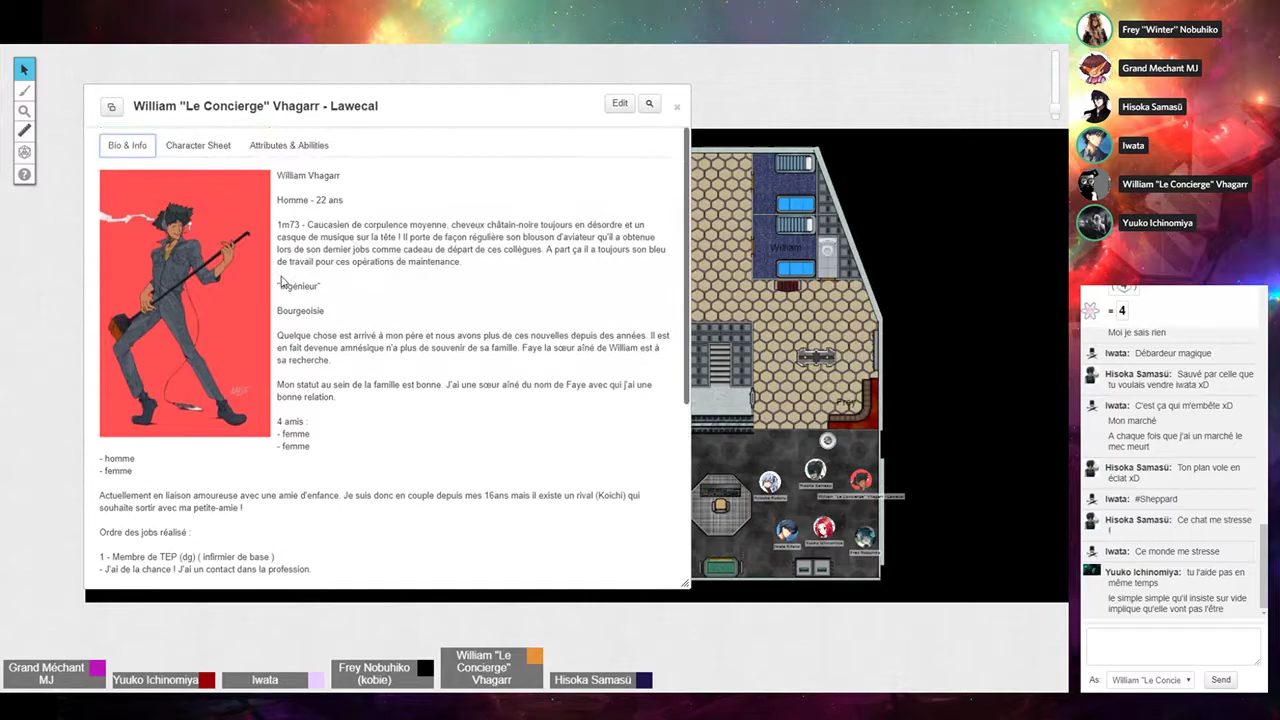 William "Le Concierge" Vhagarr - Lawecal
Edit
Bio & Info
Character Sheet
Attributes & Abilities
William Vhagarr
Homme - 22 ans
1m73 - Caucasien de corpulence moyenne, cheveux châtain-noire toujours en désordre et un
casque de musique sur la tête ! Il porte de façon régulière son blouson d'aviateur qu'il a obtenue
lors de son dernier jobs comme cadeau de départ de ces collègues. A part ça il a toujours son bleu
de travail pour ces opérations de maintenance.
"Ingénieur"
Bourgeoisie
Quelque chose est arrivé à mon père et nous avons plus de ces nouvelles depuis des années. Il est
en fait devenue amnésique n'a plus de souvenir de sa famille. Faye la sœur aîné de William est à
sa recherche.
Mon statut au sein de la famille est bonne. J'ai une sœur aîné du nom de Faye avec qui j'ai une
bonne relation.
4 amis :
- femme
- femme
- homme
- femme
Actuellement en liaison amoureuse avec une amie d'enfance. Je suis donc en couple depuis mes 16ans mais il existe un rival (Koichi) qui
souhaite sortir avec ma petite-amie !
Ordre des jobs réalisé :
1 - Membre de TEP (dg) ( infirmier de base )
- J'ai de la chance ! J'ai un contact dans la profession.
William
Frey
Frey "Winter" Nobuhiko
Grand Mechant MJ
Hisoka Samasū
Iwata
William "Le Concierge" Vhagarr
Yuuko Ichinomiya
= 4
Moi je sais rien
Iwata: Débardeur magique
Hisoka Samasū: Sauvé par celle que
tu voulais vendre iwata xD
Iwata: C'est ça qui m'embête xD
Mon marché
A chaque fois que j'ai un marché le
mec meurt
Hisoka Samasū: Ton plan vole en
éclat xD
Iwata: #Sheppard
Hisoka Samasū: Ce chat me stresse
!
Iwata: Ce monde me stresse
Yuuko Ichinomiya: tu l'aide pas en
même temps
le simple simple qu'il insiste sur vide
implique qu'elle vont pas l'être
As:
William "Le Concie
Send
Grand Méchant
MJ
Yuuko Ichinomiya
Iwata
Frey Nobuhiko
(kobie)
William "Le
Concierge"
Vhagarr
Hisoka Samasū